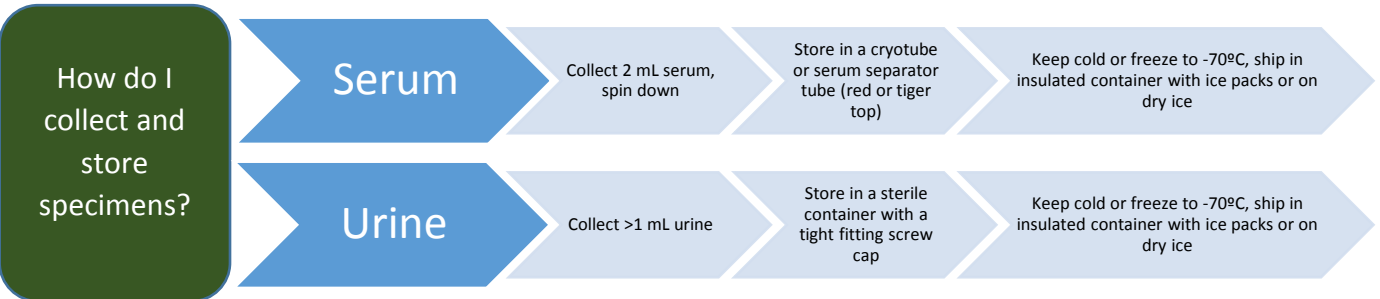 How do I
collect and
store
specimens?
Serum
Collect 2 mL serum,
spin down
Store in a cryotube
or serum separator
tube (red or tiger
top)
Keep cold or freeze to -70ºC, ship in
insulated container with ice packs or on
dry ice
Urine
Collect >1 mL urine
Store in a sterile
container with a
tight fitting screw
cap
Keep cold or freeze to -70ºC, ship in
insulated container with ice packs or on
dry ice